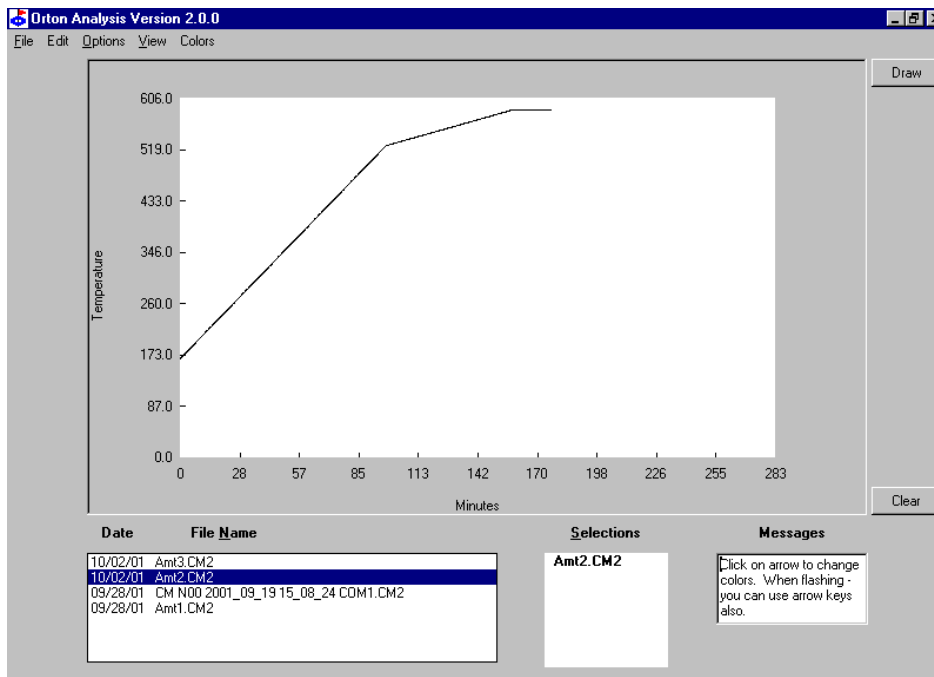 Orton Analysis Version 2.0.0
File Edit Options View Colors
Draw
606.0
519.0
433.0
346.0
260.0
173.0
87.0
0.0
Temperature
0 28 57 85 113 142 170 198 226 255 283
Minutes
Clear
Date File Name Selections Messages
10/02/01 Amt3.CM2
10/02/01 Amt2.CM2
09/28/01 CM N00 2001_09_19 15_08_24 COM1.CM2
09/28/01 Amt1.CM2
Amt2.CM2
Click on arrow to change
colors. When flashing -
you can use arrow keys
also.